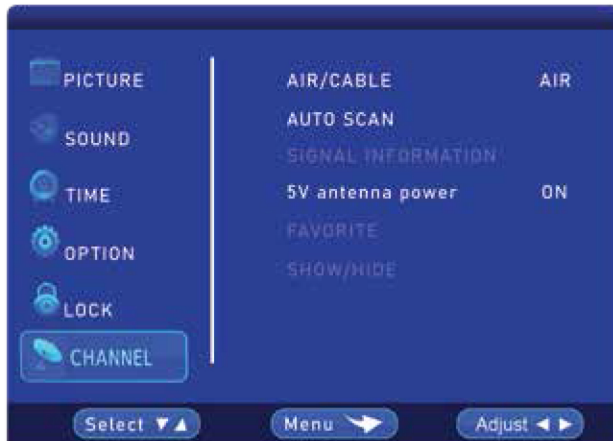 PICTURE
SOUND
TIME
OPTION
LOCK
CHANNEL
AIR/CABLE AIR
AUTO SCAN
SIGNAL INFORMATION
5V antenna power ON
FAVORITE
SHOW/HIDE
Select ▼▲
Menu
Adjust ◄ ►